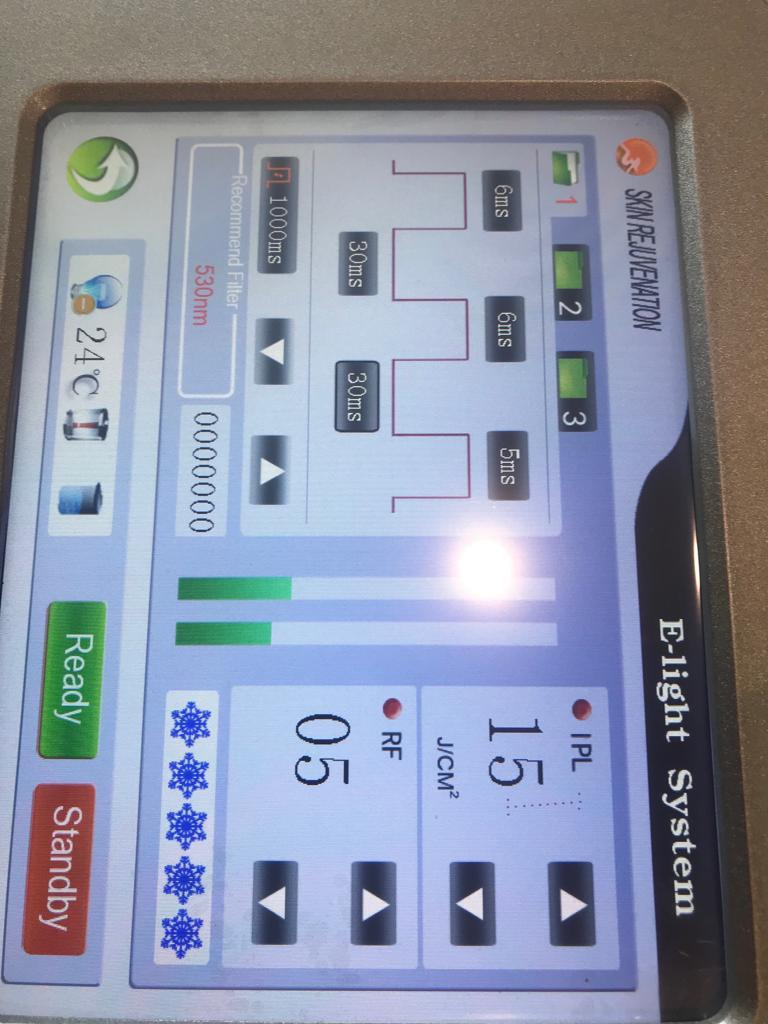 E-light System
SKIN REJUVENATION
1
2
3
6ms
6ms
5ms
30ms
30ms
1000ms
Recommend Filter
530nm
0000000
IPL
15
J/CM²
RF
05
24℃
Ready
Standby